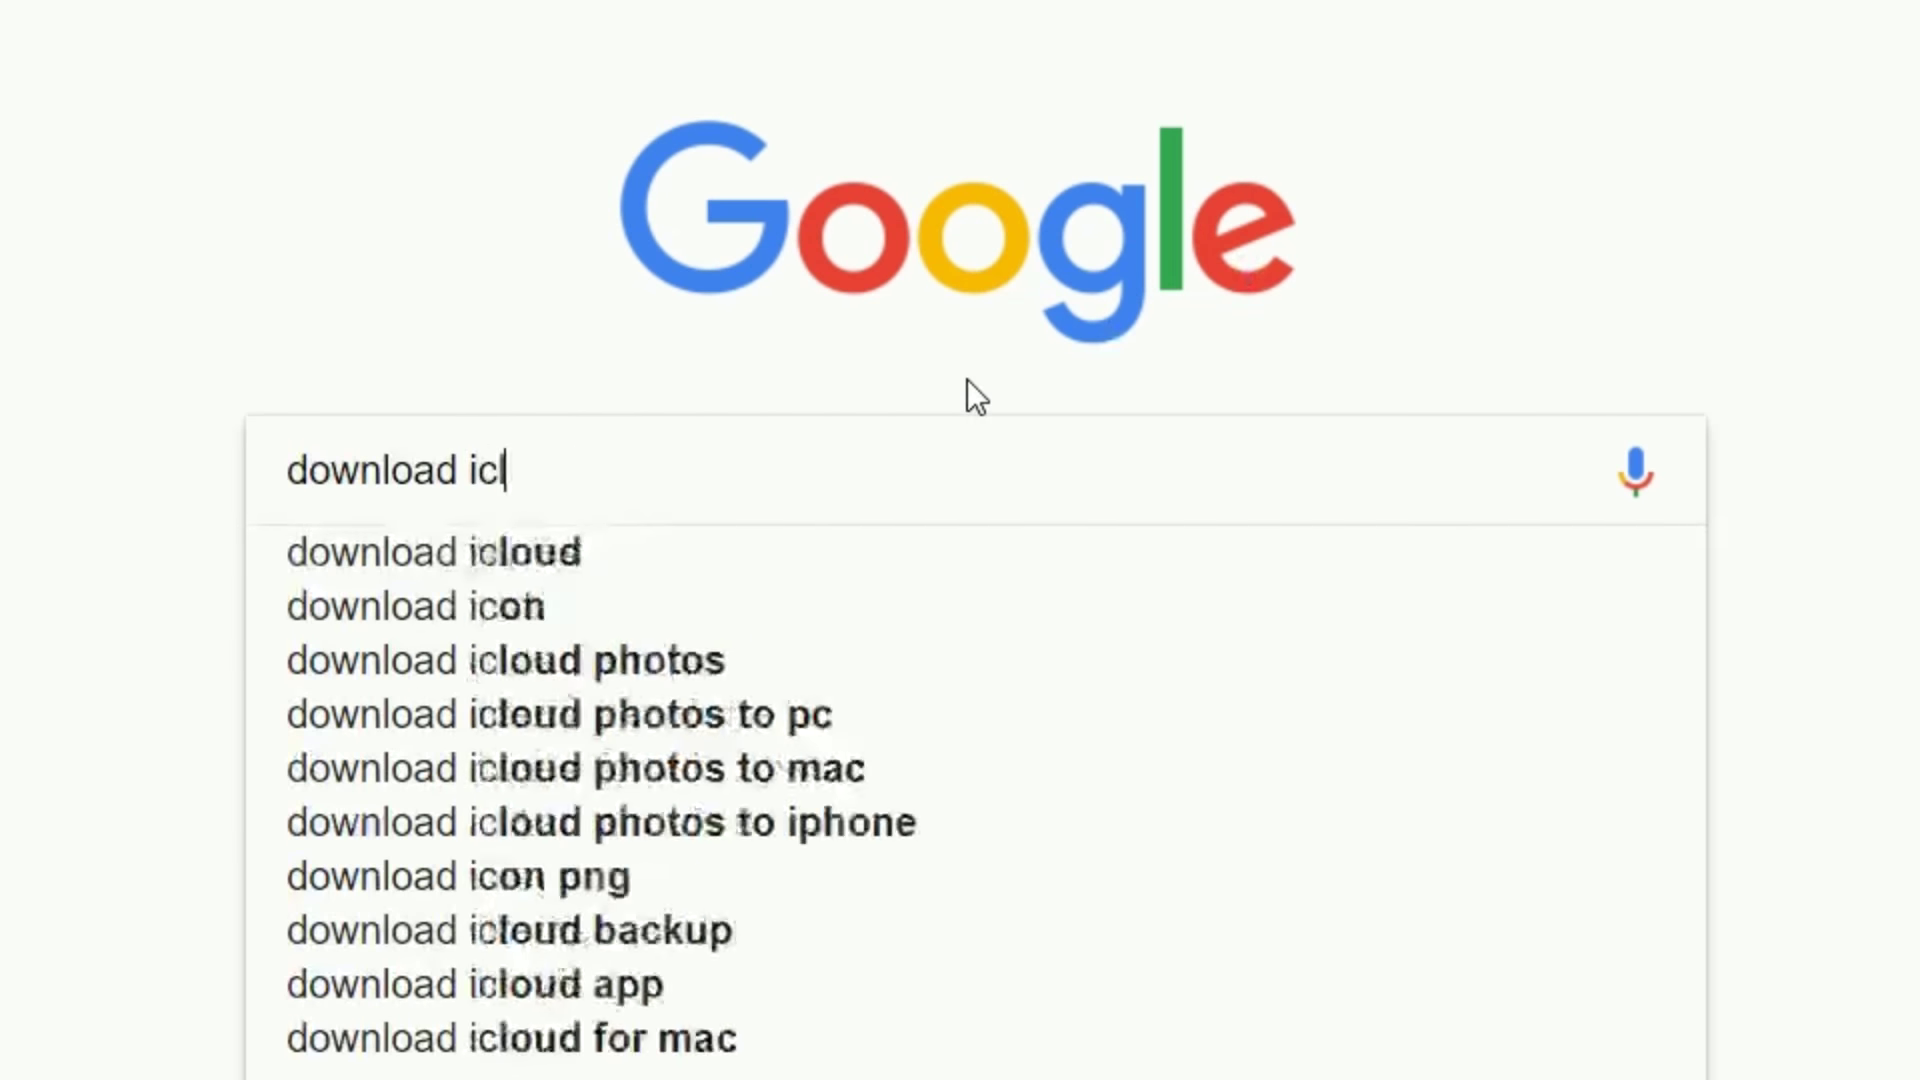 Google
download icl
download icloud
download icon
download icloud photos
download icloud photos to pc
download icloud photos to mac
download icloud photos to iphone
download icon png
download icloud backup
download icloud app
download icloud for mac